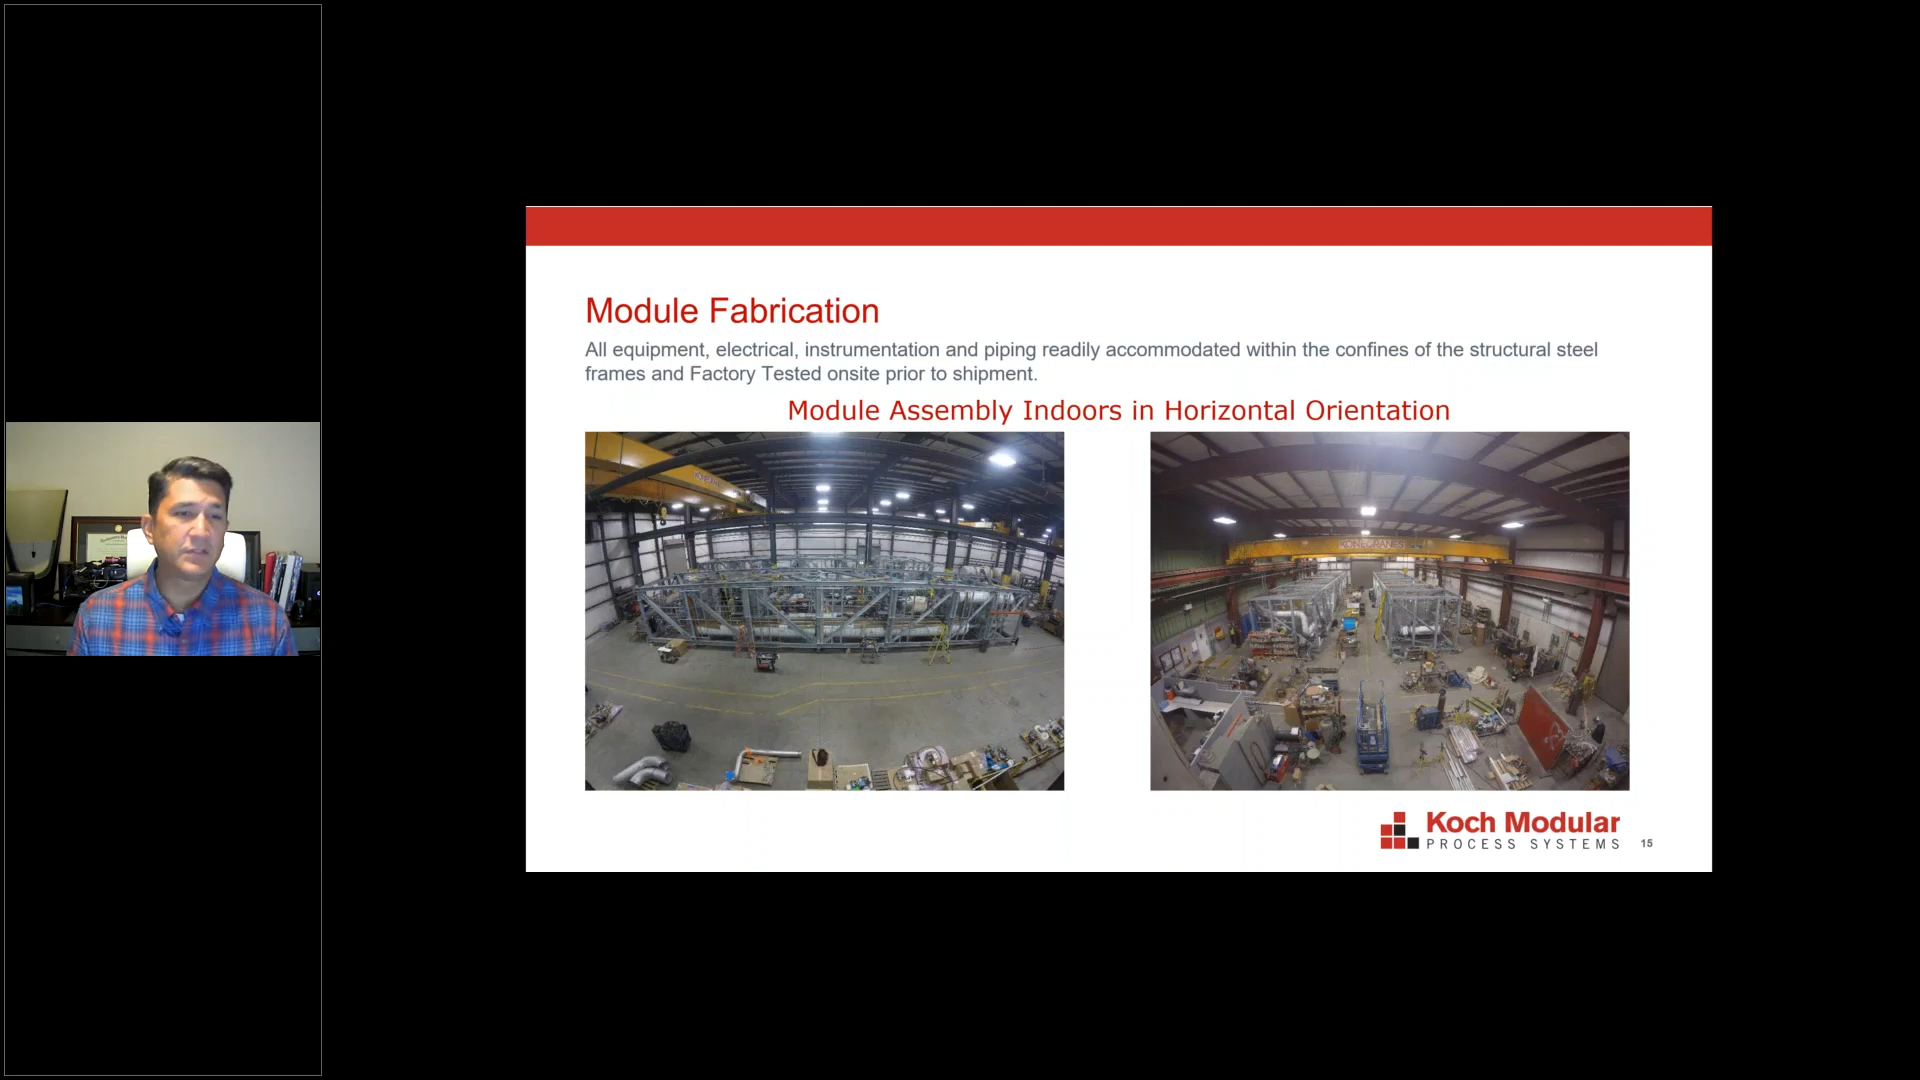 Module Fabrication
All equipment, electrical, instrumentation and piping readily accommodated within the confines of the structural steel
frames and Factory Tested onsite prior to shipment.
Module Assembly Indoors in Horizontal Orientation
KONECRANES
Koch Modular
PROCESS SYSTEMS
15